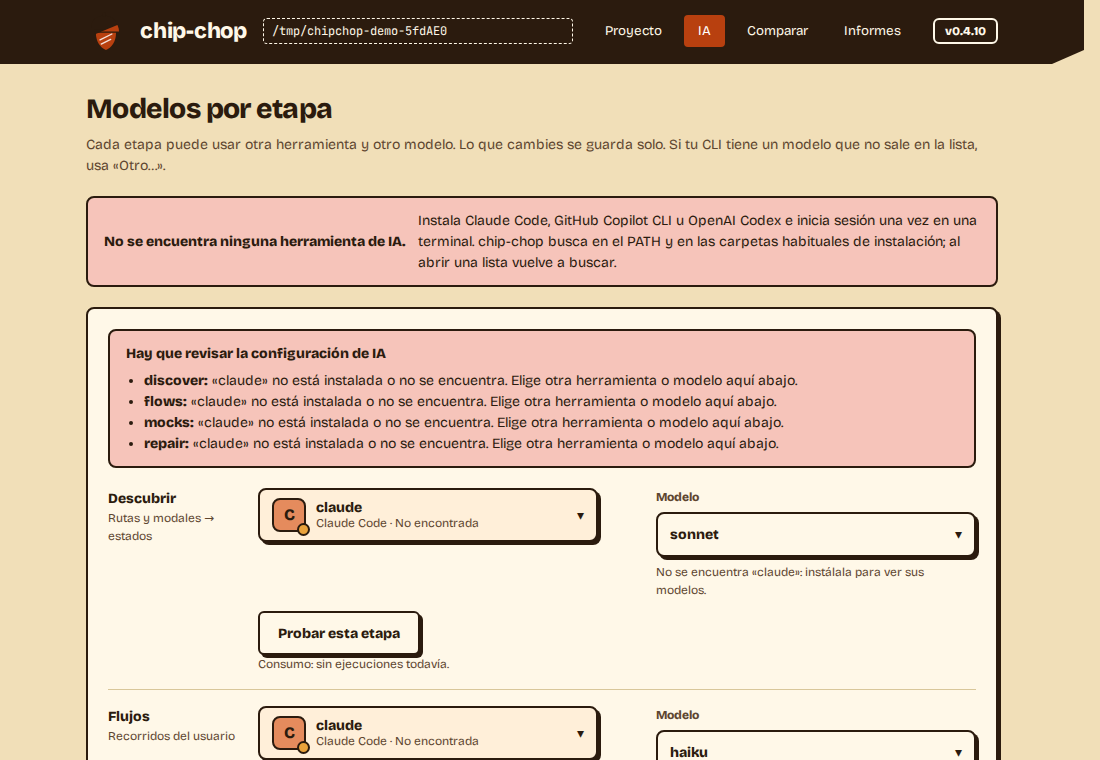 chip-chop
/tmp/chipchop-demo-5fdAE0
Proyecto
IA
Comparar
Informes
v0.4.10
Modelos por etapa
Cada etapa puede usar otra herramienta y otro modelo. Lo que cambies se guarda solo. Si tu CLI tiene un modelo que no sale en la lista,
usa «Otro…».
No se encuentra ninguna herramienta de IA.
Instala Claude Code, GitHub Copilot CLI u OpenAI Codex e inicia sesión una vez en una
terminal. chip-chop busca en el PATH y en las carpetas habituales de instalación; al
abrir una lista vuelve a buscar.
Hay que revisar la configuración de IA
• discover: «claude» no está instalada o no se encuentra. Elige otra herramienta o modelo aquí abajo.
• flows: «claude» no está instalada o no se encuentra. Elige otra herramienta o modelo aquí abajo.
• mocks: «claude» no está instalada o no se encuentra. Elige otra herramienta o modelo aquí abajo.
• repair: «claude» no está instalada o no se encuentra. Elige otra herramienta o modelo aquí abajo.
Descubrir
Rutas y modales →
estados
C
claude
Claude Code · No encontrada
▼
Modelo
sonnet
▼
No se encuentra «claude»: instálala para ver sus
modelos.
Probar esta etapa
Consumo: sin ejecuciones todavía.
Flujos
Recorridos del usuario
C
claude
Claude Code · No encontrada
▼
Modelo
haiku
▼